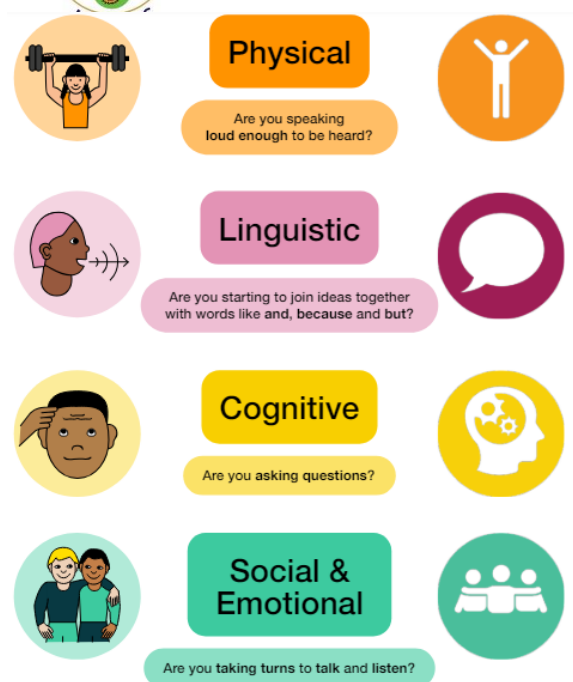 Physical
Are you speaking
loud enough to be heard?
Linguistic
Are you starting to join ideas together
with words like and, because and but?
Cognitive
Are you asking questions?
Social &
Emotional
Are you taking turns to talk and listen?